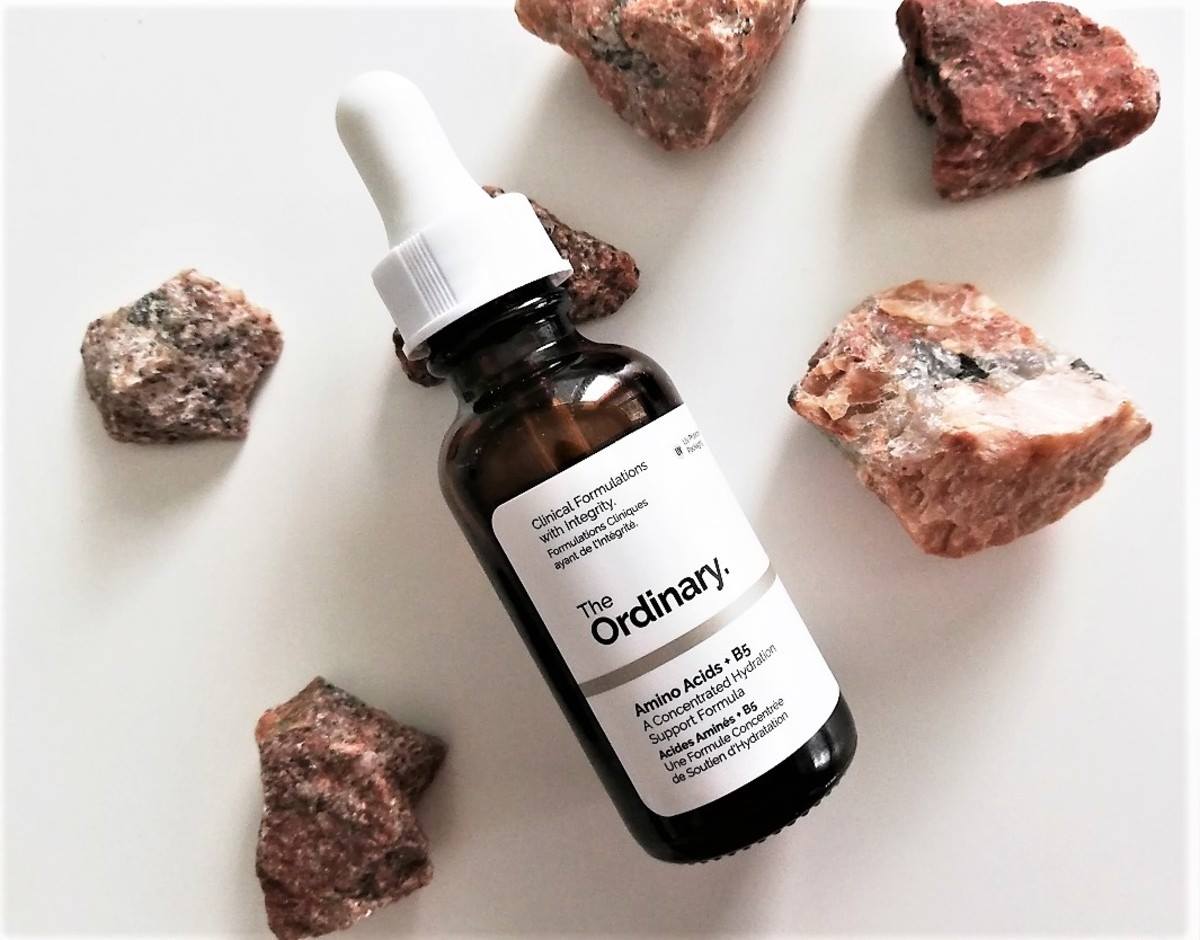 Clinical Formulations
with Integrity.
Formulations Cliniques
ayant de l'Intégrité.
UV
The
Ordinary.
Amino Acids + B5
A Concentrated Hydration
Support Formula
Acides Aminés + B5
Une Formule Concentrée
de Soutien d'Hydratation